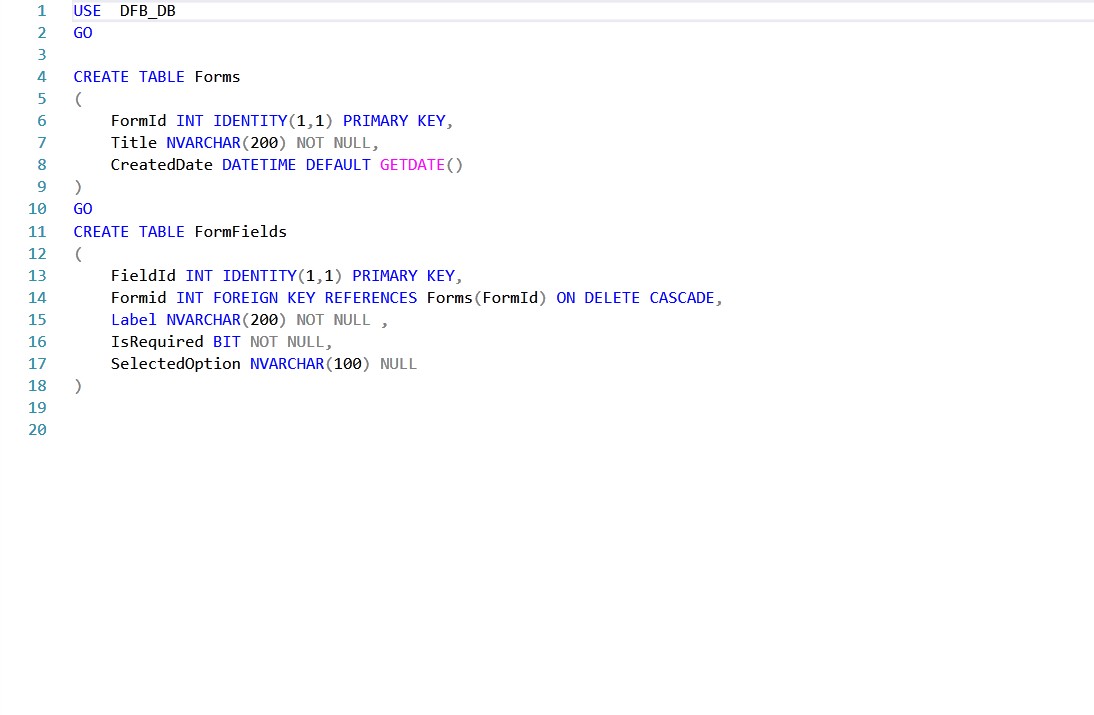 1 USE  DFB_DB
2 GO
3
4 CREATE TABLE Forms
5 (
6     FormId INT IDENTITY(1,1) PRIMARY KEY,
7     Title NVARCHAR(200) NOT NULL,
8     CreatedDate DATETIME DEFAULT GETDATE()
9 )
10 GO
11 CREATE TABLE FormFields
12 (
13     FieldId INT IDENTITY(1,1) PRIMARY KEY,
14     Formid INT FOREIGN KEY REFERENCES Forms(FormId) ON DELETE CASCADE,
15     Label NVARCHAR(200) NOT NULL ,
16     IsRequired BIT NOT NULL,
17     SelectedOption NVARCHAR(100) NULL
18 )
19
20